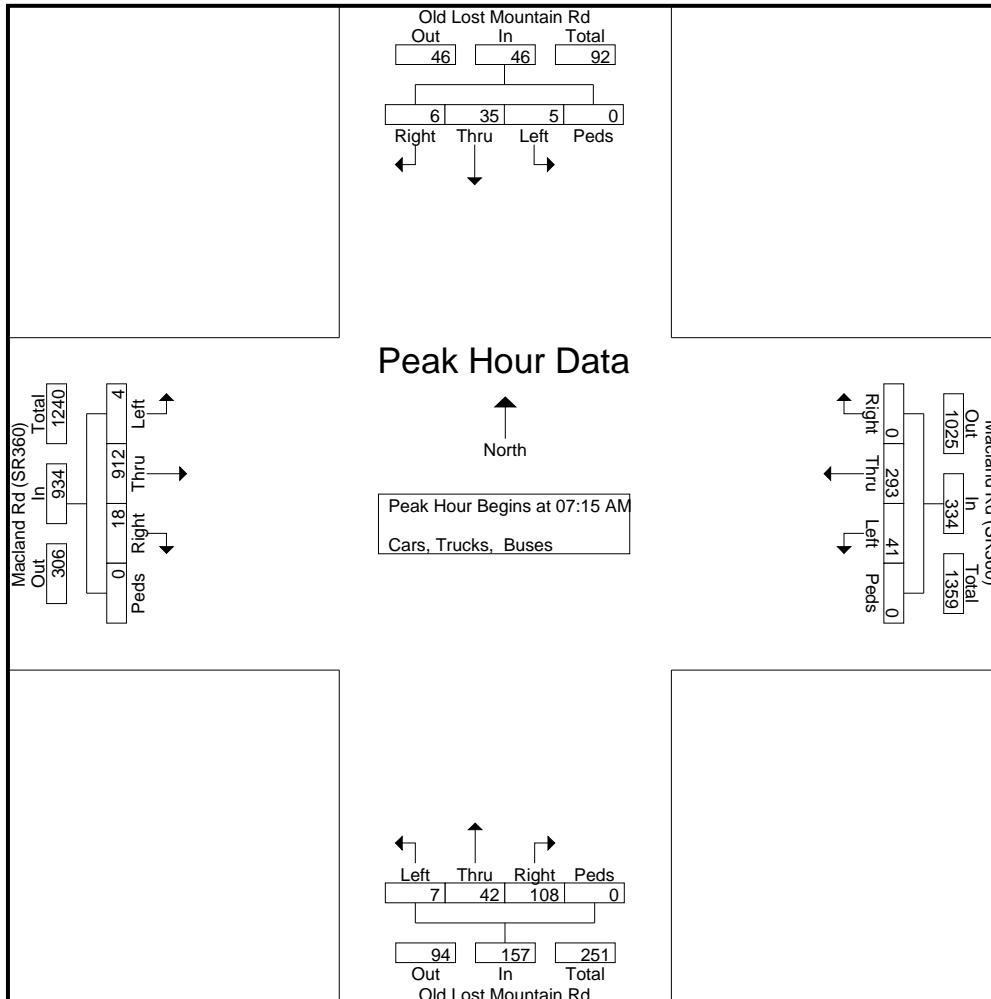 Old Lost Mountain Rd
Out In Total
46 46 92
6 35 5 0
Right Thru Left Peds
Peak Hour Data
North
Peak Hour Begins at 07:15 AM
Cars, Trucks, Buses
Macland Rd (SR360)
Total In Out
1240 934 306
4 912 18 0
Left Thru Right Peds
Macland Rd (SR360)
Out In Total
1025 334 1359
0 293 41 0
Right Thru Left Peds
Left Thru Right Peds
7 42 108 0
94 157 251
Out In Total
Old Lost Mountain Rd